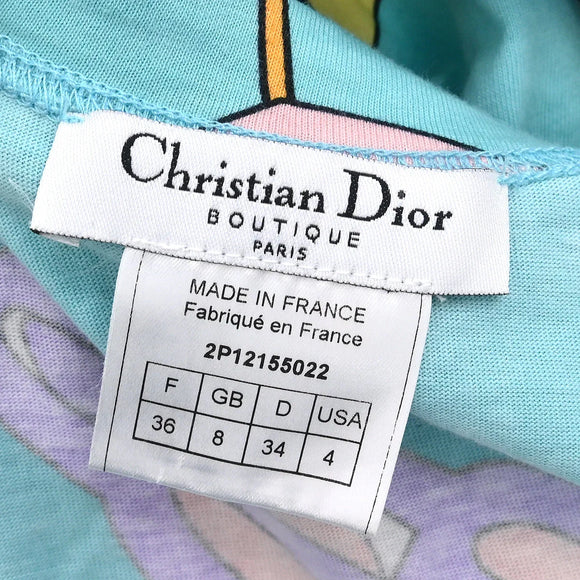 Christian Dior
BOUTIQUE
PARIS
MADE IN FRANCE
Fabriqué en France
2P12155022
F GB D USA
36 8 34 4